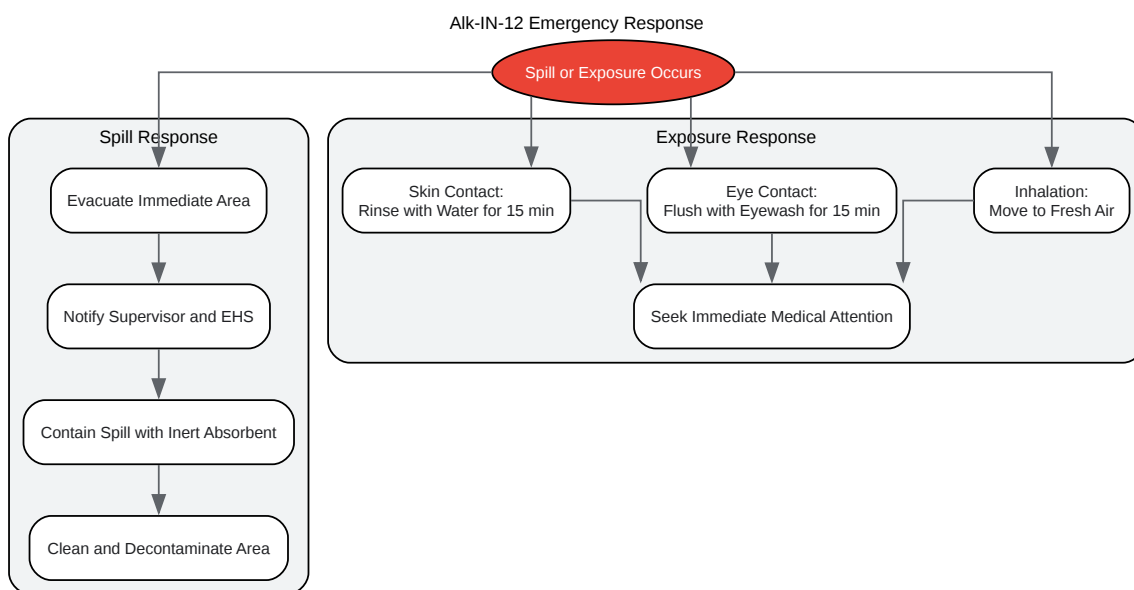 Alk-IN-12 Emergency Response
Spill or Exposure Occurs
Spill Response
Evacuate Immediate Area
Notify Supervisor and EHS
Contain Spill with Inert Absorbent
Clean and Decontaminate Area
Exposure Response
Skin Contact:
Rinse with Water for 15 min
Eye Contact:
Flush with Eyewash for 15 min
Inhalation:
Move to Fresh Air
Seek Immediate Medical Attention